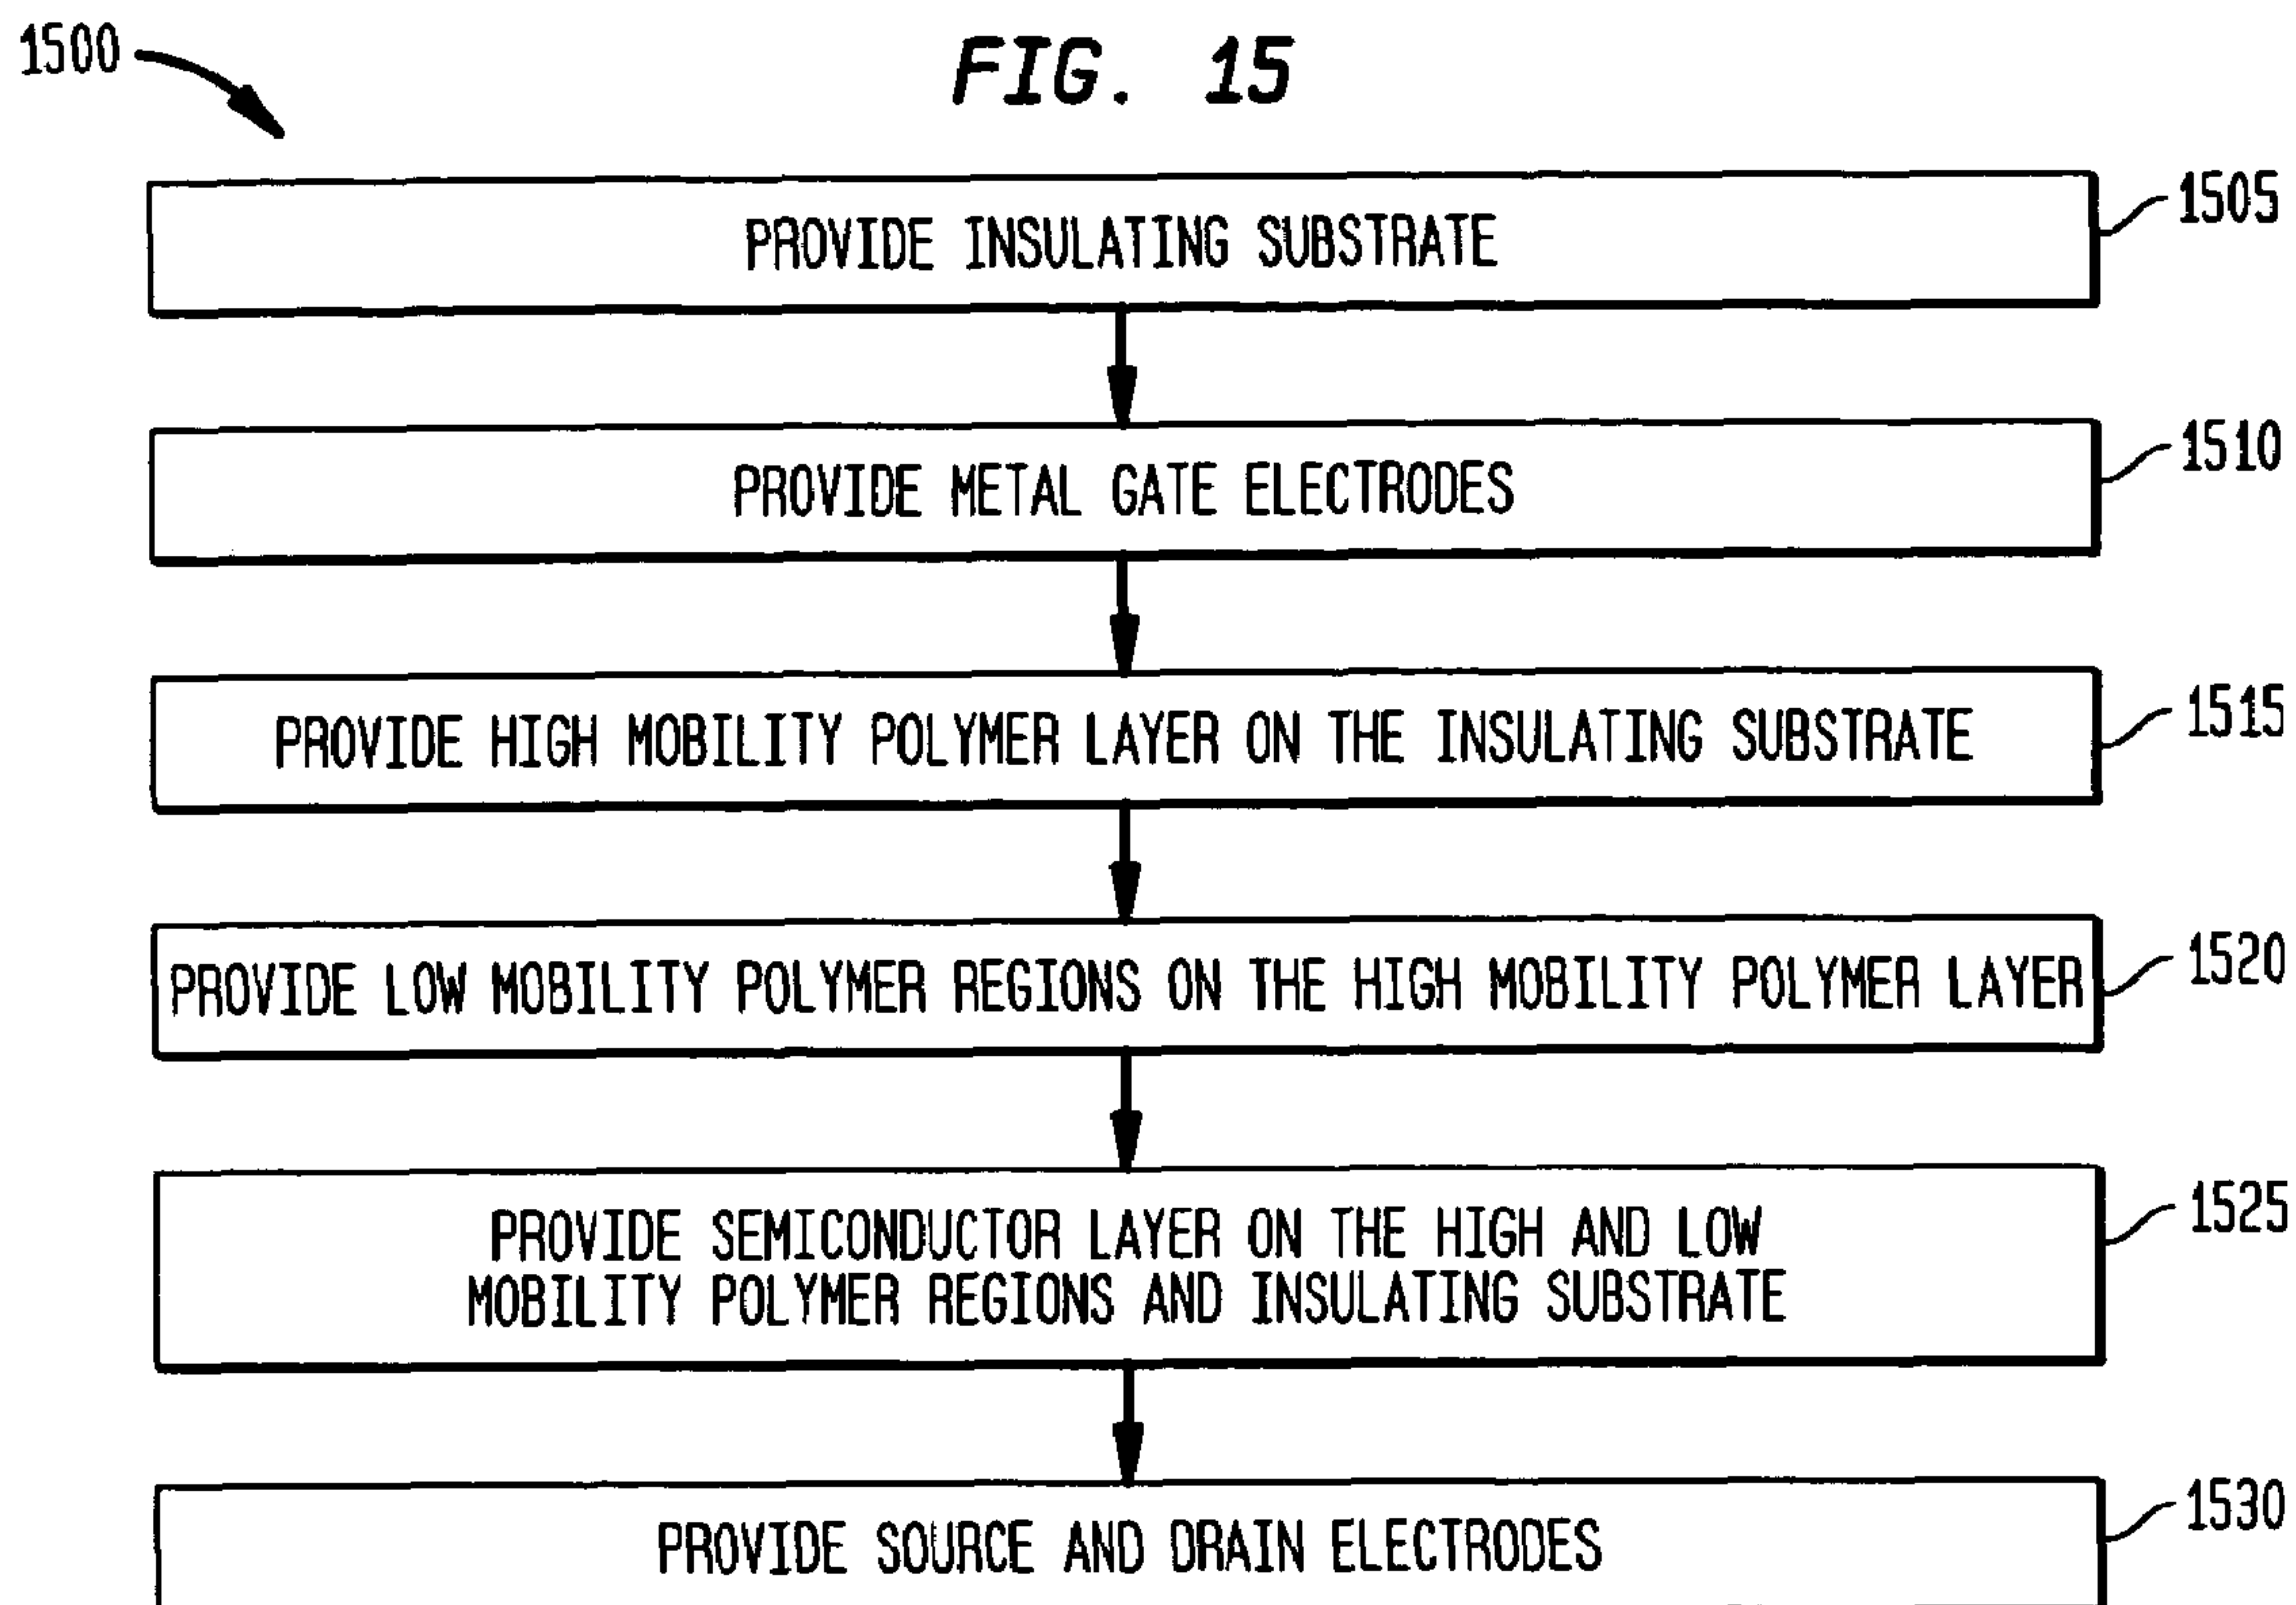 1500
FIG. 15
PROVIDE INSULATING SUBSTRATE
1505
PROVIDE METAL GATE ELECTRODES
1510
PROVIDE HIGH MOBILITY POLYMER LAYER ON THE INSULATING SUBSTRATE
1515
PROVIDE LOW MOBILITY POLYMER REGIONS ON THE HIGH MOBILITY POLYMER LAYER
1520
PROVIDE SEMICONDUCTOR LAYER ON THE HIGH AND LOW
MOBILITY POLYMER REGIONS AND INSULATING SUBSTRATE
1525
PROVIDE SOURCE AND DRAIN ELECTRODES
1530